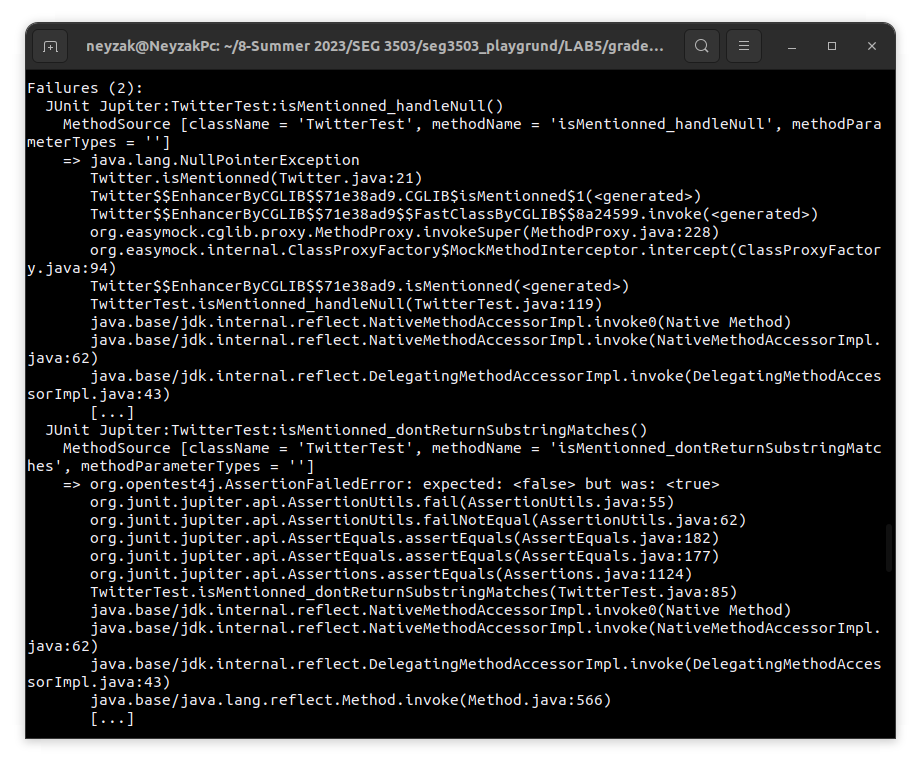 neyzak@NeyzakPc: ~/8-Summer 2023/SEG 3503/seg3503_playgrund/LAB5/grade...
Failures (2):
  JUnit Jupiter:TwitterTest:isMentionned_handleNull()
    MethodSource [className = 'TwitterTest', methodName = 'isMentionned_handleNull', methodPara
meterTypes = '']
    => java.lang.NullPointerException
       Twitter.isMentionned(Twitter.java:21)
       Twitter$$EnhancerByCGLIB$$71e38ad9.CGLIB$isMentionned$1(<generated>)
       Twitter$$EnhancerByCGLIB$$71e38ad9$$FastClassByCGLIB$$8a24599.invoke(<generated>)
       org.easymock.cglib.proxy.MethodProxy.invokeSuper(MethodProxy.java:228)
       org.easymock.internal.ClassProxyFactory$MockMethodInterceptor.intercept(ClassProxyFactor
y.java:94)
       Twitter$$EnhancerByCGLIB$$71e38ad9.isMentionned(<generated>)
       TwitterTest.isMentionned_handleNull(TwitterTest.java:119)
       java.base/jdk.internal.reflect.NativeMethodAccessorImpl.invoke0(Native Method)
       java.base/jdk.internal.reflect.NativeMethodAccessorImpl.invoke(NativeMethodAccessorImpl.
java:62)
       java.base/jdk.internal.reflect.DelegatingMethodAccessorImpl.invoke(DelegatingMethodAcces
sorImpl.java:43)
       [...]
  JUnit Jupiter:TwitterTest:isMentionned_dontReturnSubstringMatches()
    MethodSource [className = 'TwitterTest', methodName = 'isMentionned_dontReturnSubstringMatc
hes', methodParameterTypes = '']
    => org.opentest4j.AssertionFailedError: expected: <false> but was: <true>
       org.junit.jupiter.api.AssertionUtils.fail(AssertionUtils.java:55)
       org.junit.jupiter.api.AssertionUtils.failNotEqual(AssertionUtils.java:62)
       org.junit.jupiter.api.AssertEquals.assertEquals(AssertEquals.java:182)
       org.junit.jupiter.api.AssertEquals.assertEquals(AssertEquals.java:177)
       org.junit.jupiter.api.Assertions.assertEquals(Assertions.java:1124)
       TwitterTest.isMentionned_dontReturnSubstringMatches(TwitterTest.java:85)
       java.base/jdk.internal.reflect.NativeMethodAccessorImpl.invoke0(Native Method)
       java.base/jdk.internal.reflect.NativeMethodAccessorImpl.invoke(NativeMethodAccessorImpl.
java:62)
       java.base/jdk.internal.reflect.DelegatingMethodAccessorImpl.invoke(DelegatingMethodAcces
sorImpl.java:43)
       java.base/java.lang.reflect.Method.invoke(Method.java:566)
       [...]